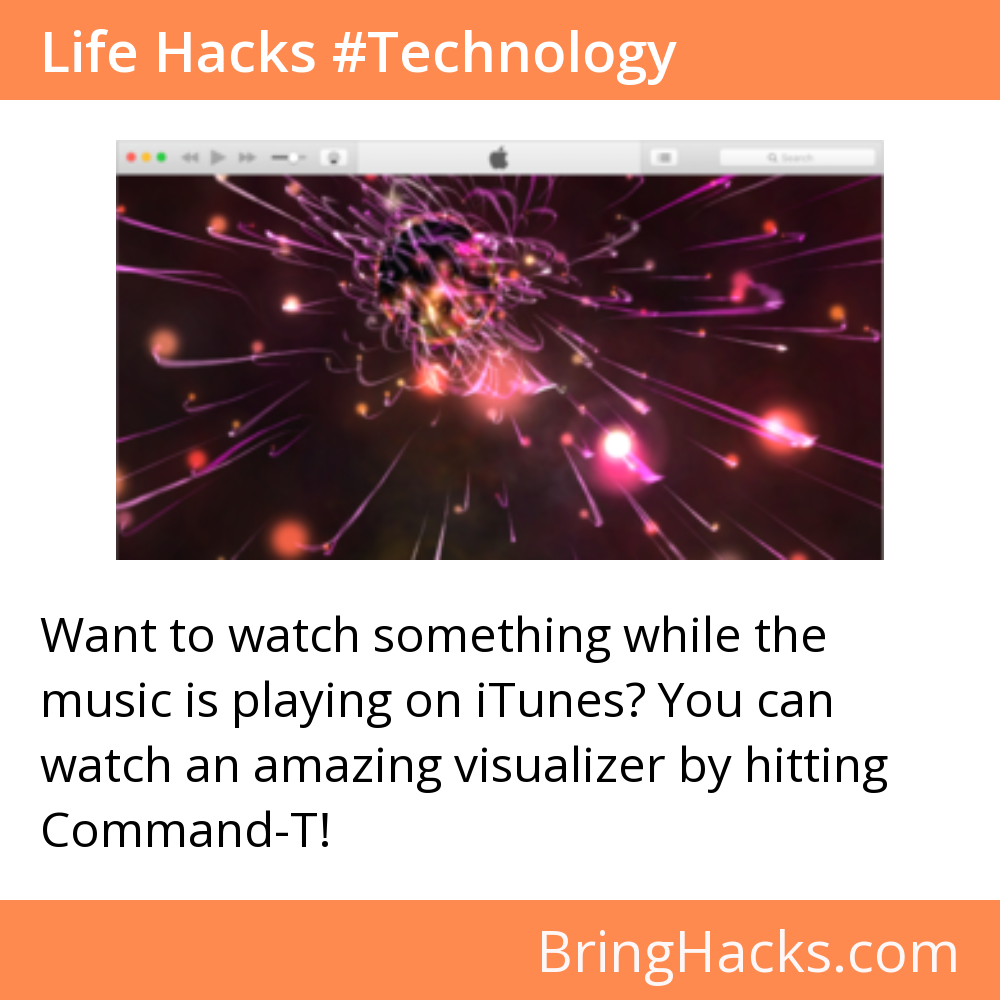 Life Hacks #Technology
Search
Want to watch something while the
music is playing on iTunes? You can
watch an amazing visualizer by hitting
Command-T!
BringHacks.com